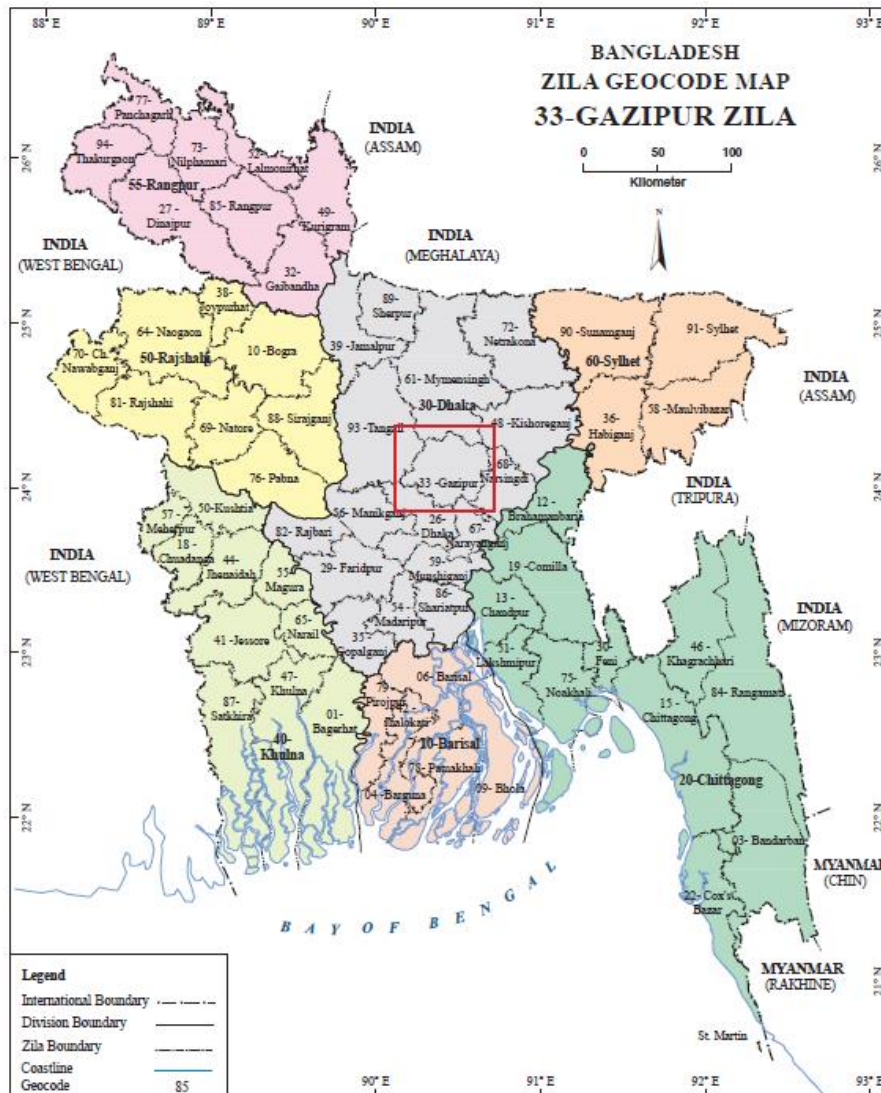 88° E 89° E 90° E 91° E 92° E 93° E
BANGLADESH
ZILA GEOCODE MAP
33-GAZIPUR ZILA
0 50 100
Kilometer
N
26° N
26° N
25° N
25° N
24° N
24° N
23° N
23° N
22° N
22° N
21° N
21° N
INDIA
(ASSAM)
INDIA
(MEGHALAYA)
INDIA
(WEST BENGAL)
INDIA
(ASSAM)
INDIA
(TRIPURA)
INDIA
(WEST BENGAL)
INDIA
(MIZORAM)
MYANMAR
(CHIN)
MYANMAR
(RAKHINE)
77-
Panchagarh
94-
Thakurgaon
73-
Nilphamari
52-
Lalmonirhat
55-Rangpur
27 -
Dinajpur
85- Rangpur
49-
Kurigram
32-
Gaibandha
38-
Joypurhat
64- Naogaon
50-Rajshahi
10 -Bogra
70- Ch.
Nawabganj
81- Rajshahi
69- Natore
88- Sirajganj
76- Pabna
89-
Sherpur
39 -Jamalpur
72-
Netrakona
61- Mymensingh
30-Dhaka
93- Tangail
48 -Kishoreganj
33 -Gazipur
68-
Narsingdi
56- Manikganj
26-
Dhaka
67-
Narayanganj
82- Rajbari
29- Faridpur
59-
Munshiganj
86-
Shariatpur
54 -
Madaripur
35-
Gopalganj
90 -Sunamganj
91- Sylhet
60-Sylhet
36-
Habiganj
58 -Maulvibazar
50-Kushtia
57 -
Meherpur
18 -
Chuadanga
44-
Jhenaidah
55-
Magura
65-
Narail
41 -Jessore
47-
Khulna
87-
Satkhira
01-
Bagerhat
40-
Khulna
06- Barisal
79-
Pirojpur
Jhalokati
10-Barisal
78- Patuakhali
04 -Barguna
09- Bhola
12 -
Brahamanbaria
19 -Comilla
13 -
Chandpur
51-
Lakshmipur
75-
Noakhali
30-
Feni
46 -
Khagrachhari
15 -
Chittagong
84- Rangamati
20-Chittagong
03- Bandarban
22- Cox's
Bazar
St. Martin
BAY OF BENGAL
Legend
International Boundary
Division Boundary
Zila Boundary
Coastline
Geocode 85
90° E 91° E 92° E 93° E